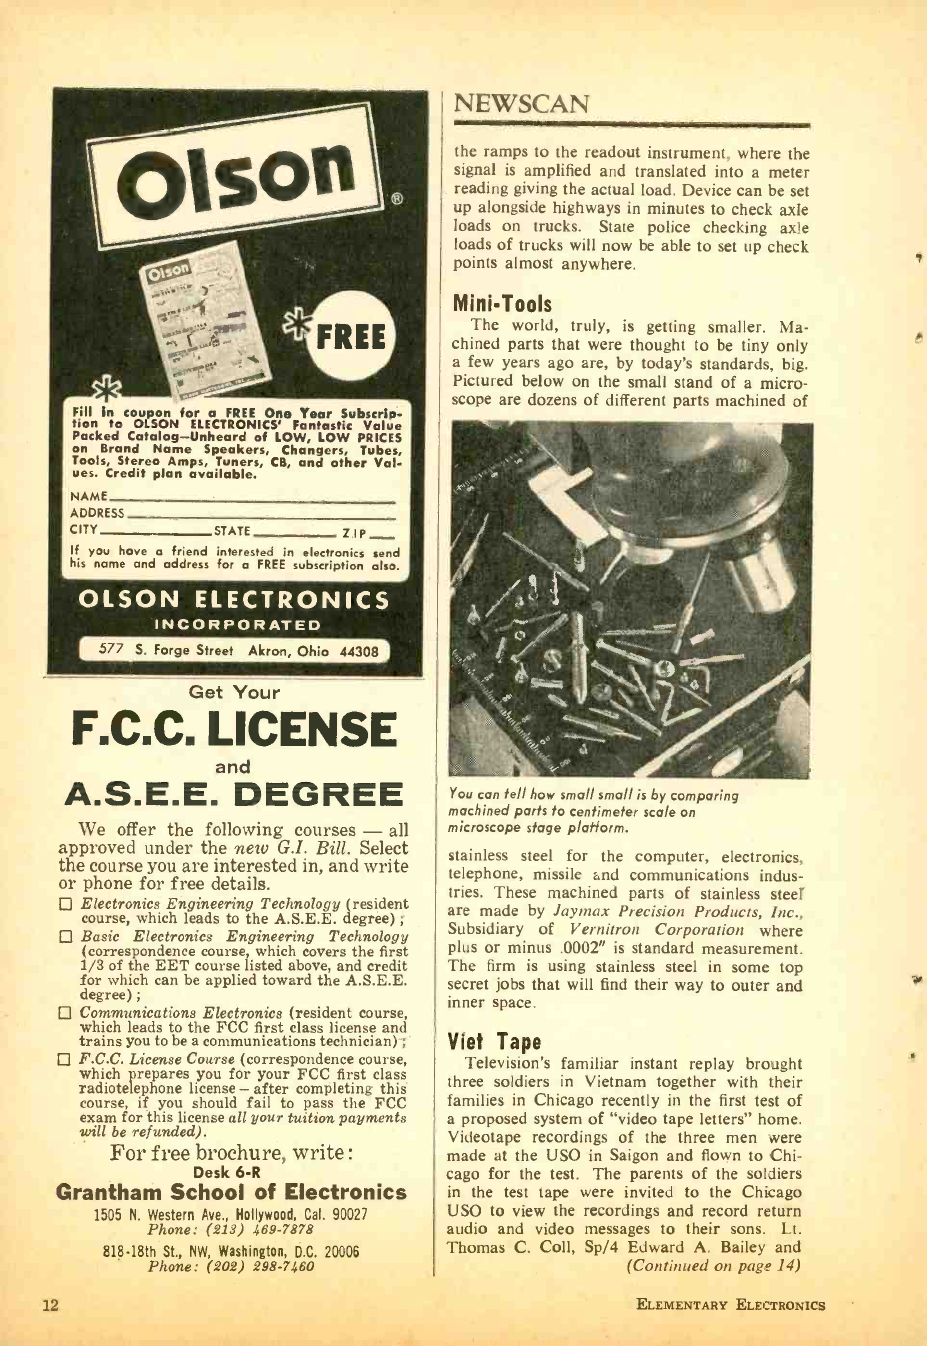 Olson
®
Olson
* FREE
*
Fill in coupon for a FREE One Year Subscrip-
tion to OLSON ELECTRONICS' Fantastic Value
Packed Catalog—Unheard of LOW, LOW PRICES
on Brand Name Speakers, Changers, Tubes,
Tools, Stereo Amps, Tuners, CB, and other Val-
ues. Credit plan available.
NAME
ADDRESS
CITY STATE ZIP
If you have a friend interested in electronics send
his name and address for a FREE subscription also.
OLSON ELECTRONICS
INCORPORATED
577 S. Forge Street Akron, Ohio 44308
Get Your
F.C.C. LICENSE
and
A.S.E.E. DEGREE
We offer the following courses — all
approved under the new G.I. Bill. Select
the course you are interested in, and write
or phone for free details.
☐ Electronics Engineering Technology (resident
course, which leads to the A.S.E.E. degree) ;
☐ Basic Electronics Engineering Technology
(correspondence course, which covers the first
1/3 of the EET course listed above, and credit
for which can be applied toward the A.S.E.E.
degree) ;
☐ Communications Electronics (resident course,
which leads to the FCC first class license and
trains you to be a communications technician) ;
☐ F.C.C. License Course (correspondence course,
which prepares you for your FCC first class
radiotelephone license – after completing this
course, if you should fail to pass the FCC
exam for this license all your tuition payments
will be refunded).
For free brochure, write:
Desk 6-R
Grantham School of Electronics
1505 N. Western Ave., Hollywood, Cal. 90027
Phone: (213) 469-7878
818-18th St., NW, Washington, D.C. 20006
Phone: (202) 298-7460
NEWSCAN
the ramps to the readout instrument, where the
signal is amplified and translated into a meter
reading giving the actual load. Device can be set
up alongside highways in minutes to check axle
loads on trucks. State police checking axle
loads of trucks will now be able to set up check
points almost anywhere.
Mini-Tools
The world, truly, is getting smaller. Ma-
chined parts that were thought to be tiny only
a few years ago are, by today's standards, big.
Pictured below on the small stand of a micro-
scope are dozens of different parts machined of
You can tell how small small is by comparing
machined parts to centimeter scale on
microscope stage platform.
stainless steel for the computer, electronics,
telephone, missile and communications indus-
tries. These machined parts of stainless steel
are made by Jaymax Precision Products, Inc.,
Subsidiary of Vernitron Corporation where
plus or minus .0002" is standard measurement.
The firm is using stainless steel in some top
secret jobs that will find their way to outer and
inner space.
Viet Tape
Television's familiar instant replay brought
three soldiers in Vietnam together with their
families in Chicago recently in the first test of
a proposed system of "video tape letters" home.
Videotape recordings of the three men were
made at the USO in Saigon and flown to Chi-
cago for the test. The parents of the soldiers
in the test tape were invited to the Chicago
USO to view the recordings and record return
audio and video messages to their sons. Lt.
Thomas C. Coll, Sp/4 Edward A. Bailey and
(Continued on page 14)
12
ELEMENTARY ELECTRONICS